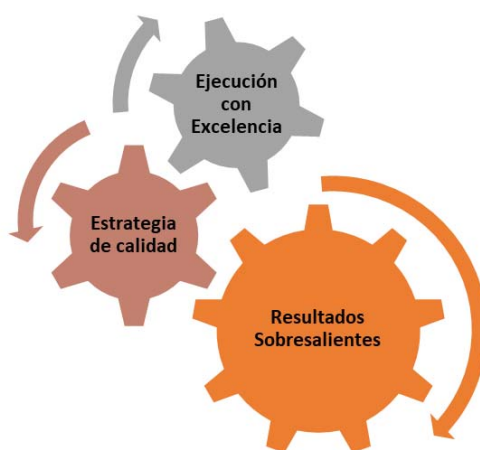 Ejecución
con
Excelencia
Estrategia
de calidad
Resultados
Sobresalientes